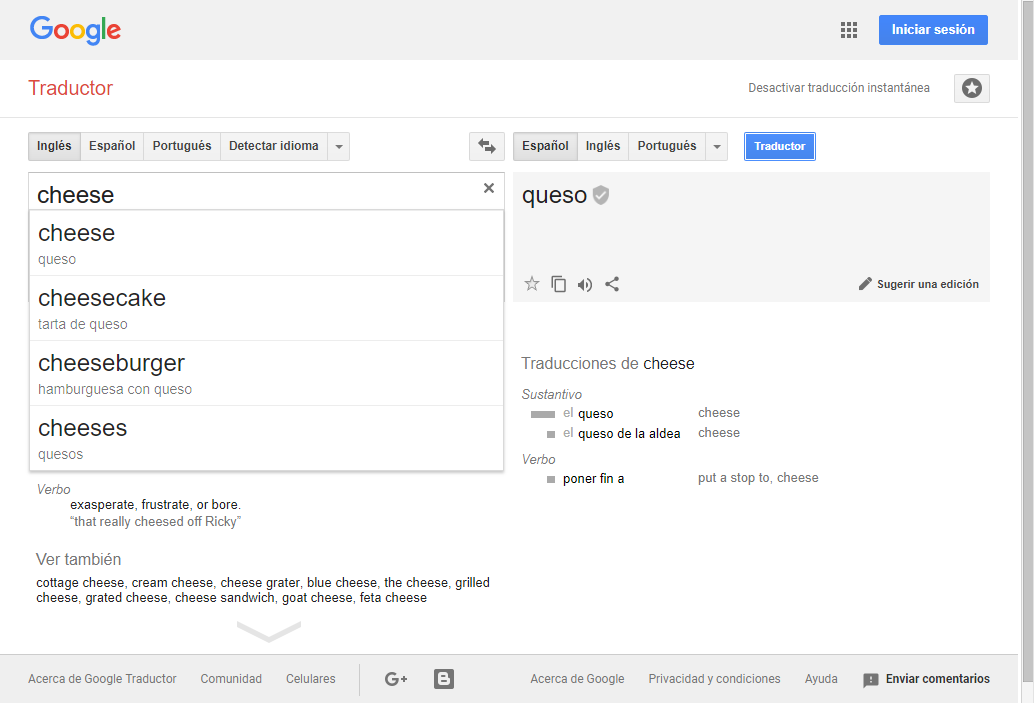 Google
Iniciar sesión
Traductor
Desactivar traducción instantánea
Inglés Español Português Detectar idioma
Español Inglés Português Traductor
cheese
cheese
queso
cheesecake
tarta de queso
cheeseburger
hamburguesa con queso
cheeses
quesos
Verbo
exasperate, frustrate, or bore.
“that really cheesed off Ricky”
Ver también
cottage cheese, cream cheese, cheese grater, blue cheese, the cheese, grilled
cheese, grated cheese, cheese sandwich, goat cheese, feta cheese
queso
Sugerir una edición
Traducciones de cheese
Sustantivo
el queso cheese
el queso de la aldea cheese
Verbo
poner fin a put a stop to, cheese
Acerca de Google Traductor Comunidad Celulares G+ B Acerca de Google Privacidad y condiciones Ayuda Enviar comentarios